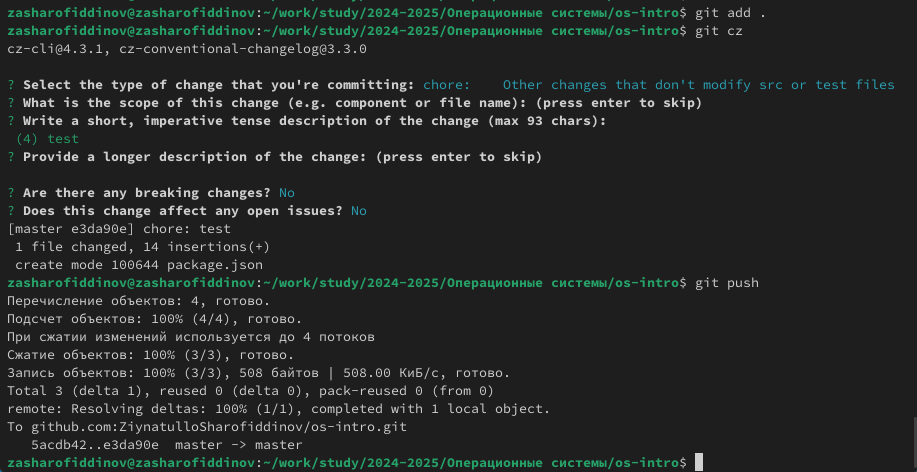 zasharofiddinov@zasharofiddinov:~/work/study/2024-2025/Операционные системы/os-intro$ git add .
zasharofiddinov@zasharofiddinov:~/work/study/2024-2025/Операционные системы/os-intro$ git cz
cz-cli@4.3.1, cz-conventional-changelog@3.3.0
? Select the type of change that you're committing: chore:    Other changes that don't modify src or test files
? What is the scope of this change (e.g. component or file name): (press enter to skip)
? Write a short, imperative tense description of the change (max 93 chars):
 (4) test
? Provide a longer description of the change: (press enter to skip)
? Are there any breaking changes? No
? Does this change affect any open issues? No
[master e3da90e] chore: test
 1 file changed, 14 insertions(+)
 create mode 100644 package.json
zasharofiddinov@zasharofiddinov:~/work/study/2024-2025/Операционные системы/os-intro$ git push
Перечисление объектов: 4, готово.
Подсчет объектов: 100% (4/4), готово.
При сжатии изменений используется до 4 потоков
Сжатие объектов: 100% (3/3), готово.
Запись объектов: 100% (3/3), 508 байтов | 508.00 КиБ/с, готово.
Total 3 (delta 1), reused 0 (delta 0), pack-reused 0 (from 0)
remote: Resolving deltas: 100% (1/1), completed with 1 local object.
To github.com:ZiynatulloSharofiddinov/os-intro.git
   5acdb42..e3da90e  master -> master
zasharofiddinov@zasharofiddinov:~/work/study/2024-2025/Операционные системы/os-intro$